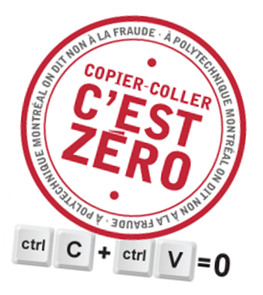 À POLYTECHNIQUE MONTRÉAL ON DIT NON À LA FRAUDE · À POLYTECHNIQUE MONTRÉAL ON DIT NON À LA FRAUDE ·
COPIER-COLLER
C'EST
ZÉRO
ctrl C + ctrl V =0